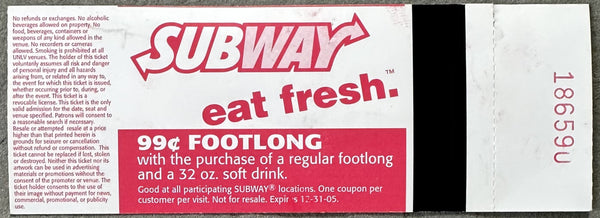 No refunds or exchanges. No alcoholic
beverages allowed on property. No
food, beverages, containers or
weapons of any kind allowed in the
venue. No recorders or cameras
allowed. Smoking is prohibited at all
UNLV venues. The holder of this ticket
voluntarily assumes all risk and danger
of personal injury and all hazards
arising from, or related in any way to,
the event for which this ticket is issued,
whether occurring prior to, during, or
after the event. This ticket is a
revocable license. This ticket is the only
valid admission for the date, seat and
venue specified. Patrons will consent to
a reasonable search if necessary.
Resale or attempted resale at a price
higher than that printed herein is
grounds for seizure or cancellation
without refund or compensation. This
ticket cannot be replaced if lost, stolen
or destroyed. Neither this ticket nor its
artwork can be used in advertising
materials or promotions without the
consent of the promoter or venue. The
ticket holder consents to the use of
their image without payment for news,
commercial, promotional, or publicity
use.
SUBWAY
eat fresh.™
99¢ FOOTLONG
with the purchase of a regular footlong
and a 32 oz. soft drink.
Good at all participating SUBWAY® locations. One coupon per
customer per visit. Not for resale. Expires 12-31-05.
18659U